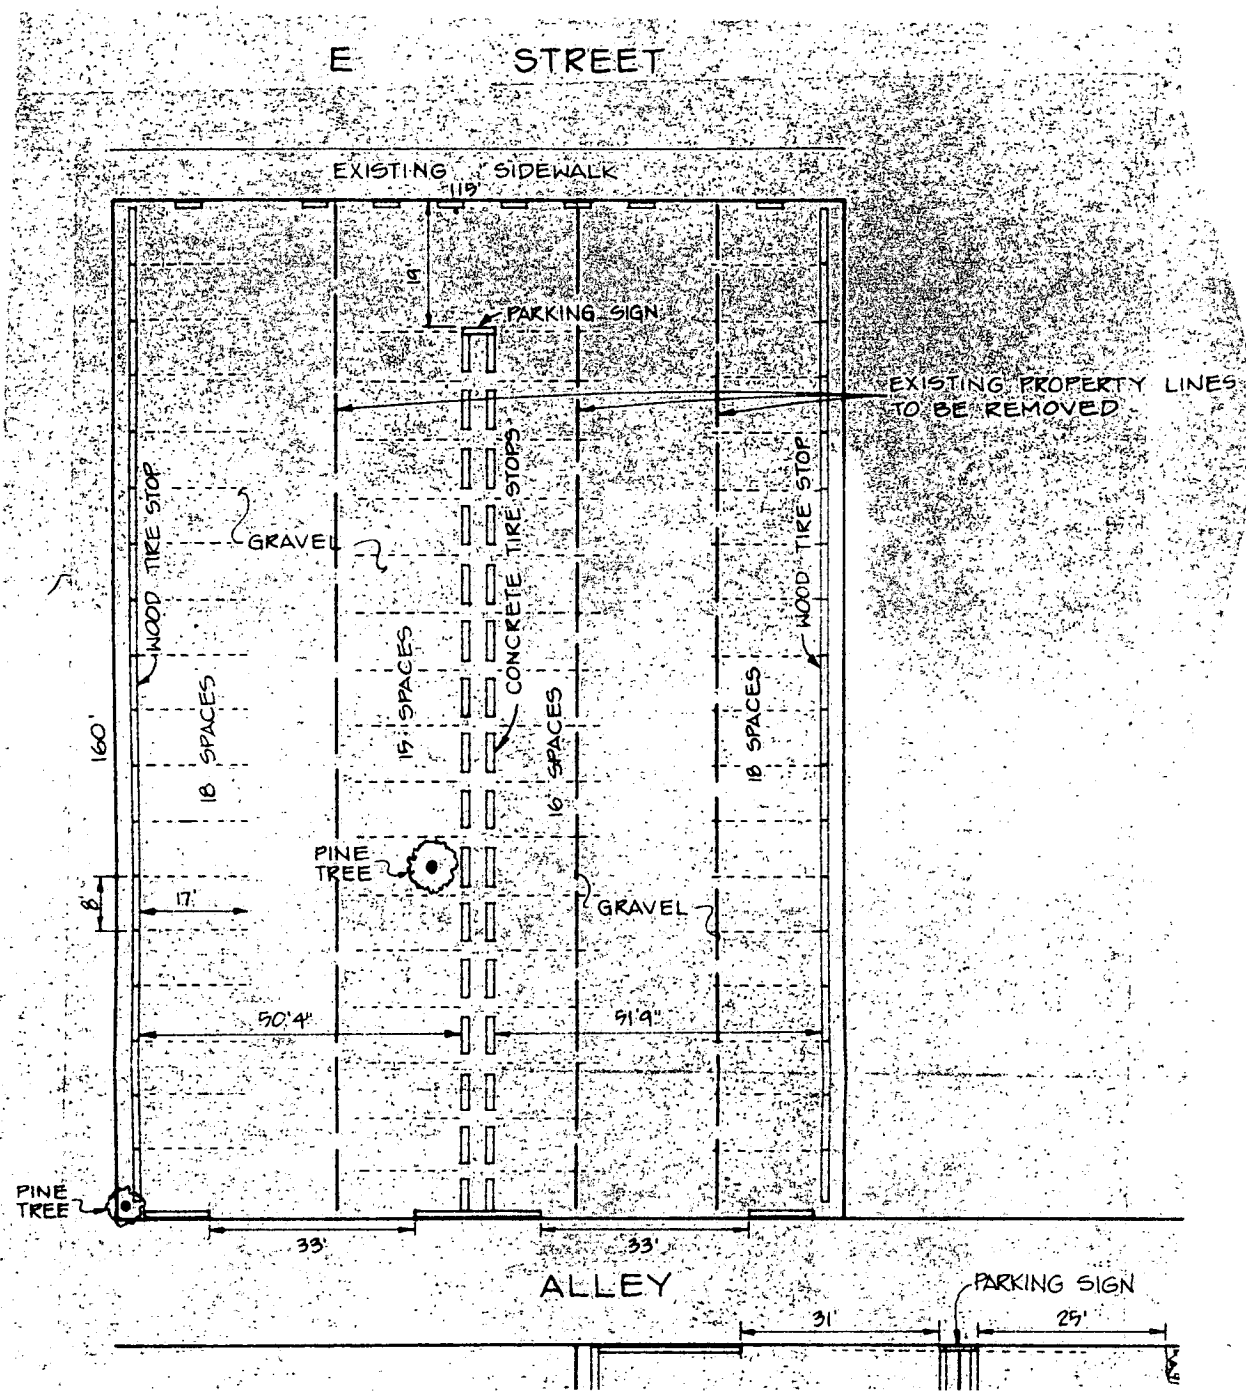 E STREET
EXISTING SIDEWALK
115'
19'
PARKING SIGN
EXISTING PROPERTY LINES
TO BE REMOVED
WOOD TIRE STOP
CONCRETE TIRE STOPS
WOOD TIRE STOP
GRAVEL
18 SPACES
15 SPACES
16 SPACES
18 SPACES
160'
PINE
TREE
8'
17'
GRAVEL
50'4"
51'9"
PINE
TREE
33'
33'
ALLEY
PARKING SIGN
31'
25'